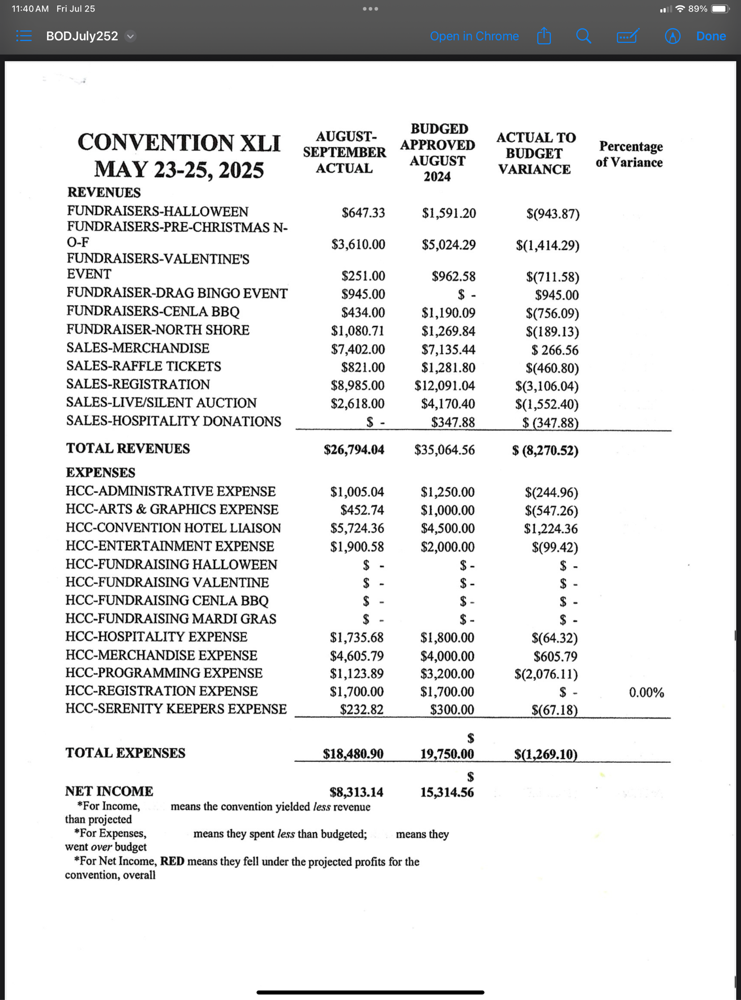 11:40 AM Fri Jul 25 89%
BODJuly252 Open in Chrome Done
CONVENTION XLI
MAY 23-25, 2025
AUGUST-
SEPTEMBER
ACTUAL
BUDGED
APPROVED
AUGUST
2024
ACTUAL TO
BUDGET
VARIANCE
Percentage
of Variance
REVENUES
FUNDRAISERS-HALLOWEEN $647.33 $1,591.20 $(943.87)
FUNDRAISERS-PRE-CHRISTMAS N-
O-F $3,610.00 $5,024.29 $(1,414.29)
FUNDRAISERS-VALENTINE'S
EVENT $251.00 $962.58 $(711.58)
FUNDRAISER-DRAG BINGO EVENT $945.00 $ - $945.00
FUNDRAISERS-CENLA BBQ $434.00 $1,190.09 $(756.09)
FUNDRAISER-NORTH SHORE $1,080.71 $1,269.84 $(189.13)
SALES-MERCHANDISE $7,402.00 $7,135.44 $ 266.56
SALES-RAFFLE TICKETS $821.00 $1,281.80 $(460.80)
SALES-REGISTRATION $8,985.00 $12,091.04 $(3,106.04)
SALES-LIVE/SILENT AUCTION $2,618.00 $4,170.40 $(1,552.40)
SALES-HOSPITALITY DONATIONS $ - $347.88 $ (347.88)
TOTAL REVENUES $26,794.04 $35,064.56 $ (8,270.52)
EXPENSES
HCC-ADMINISTRATIVE EXPENSE $1,005.04 $1,250.00 $(244.96)
HCC-ARTS & GRAPHICS EXPENSE $452.74 $1,000.00 $(547.26)
HCC-CONVENTION HOTEL LIAISON $5,724.36 $4,500.00 $1,224.36
HCC-ENTERTAINMENT EXPENSE $1,900.58 $2,000.00 $(99.42)
HCC-FUNDRAISING HALLOWEEN $ - $ - $ -
HCC-FUNDRAISING VALENTINE $ - $ - $ -
HCC-FUNDRAISING CENLA BBQ $ - $ - $ -
HCC-FUNDRAISING MARDI GRAS $ - $ - $ -
HCC-HOSPITALITY EXPENSE $1,735.68 $1,800.00 $(64.32)
HCC-MERCHANDISE EXPENSE $4,605.79 $4,000.00 $605.79
HCC-PROGRAMMING EXPENSE $1,123.89 $3,200.00 $(2,076.11)
HCC-REGISTRATION EXPENSE $1,700.00 $1,700.00 $ - 0.00%
HCC-SERENITY KEEPERS EXPENSE $232.82 $300.00 $(67.18)
$
TOTAL EXPENSES $18,480.90 19,750.00 $(1,269.10)
$
NET INCOME $8,313.14 15,314.56
*For Income, means the convention yielded less revenue
than projected
*For Expenses, means they spent less than budgeted; means they
went over budget
*For Net Income, RED means they fell under the projected profits for the
convention, overall